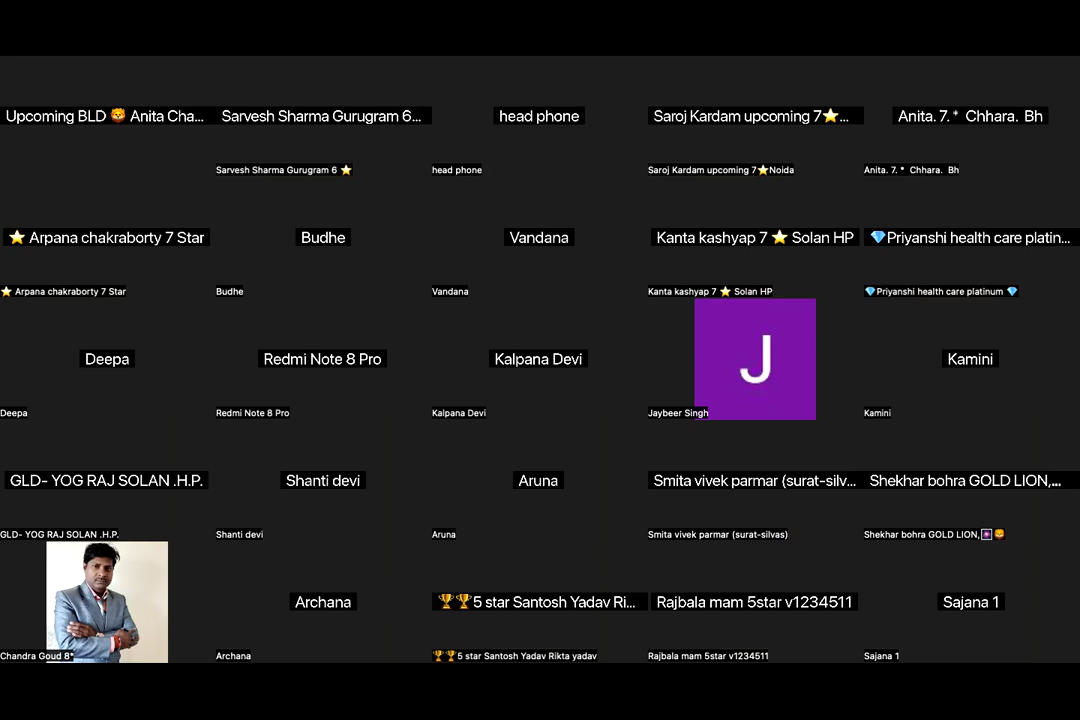 Upcoming BLD 🦁 Anita Cha...
Sarvesh Sharma Gurugram 6...
head phone
Saroj Kardam upcoming 7⭐...
Anita. 7. * Chhara. Bh
Sarvesh Sharma Gurugram 6 ⭐
head phone
Saroj Kardam upcoming 7⭐Noida
Anita. 7. * Chhara. Bh
⭐ Arpana chakraborty 7 Star
Budhe
Vandana
Kanta kashyap 7 ⭐ Solan HP
💎Priyanshi health care platin...
⭐ Arpana chakraborty 7 Star
Budhe
Vandana
Kanta kashyap 7 ⭐ Solan HP
💎Priyanshi health care platinum 💎
Deepa
Redmi Note 8 Pro
Kalpana Devi
J
Kamini
Deepa
Redmi Note 8 Pro
Kalpana Devi
Jaybeer Singh
Kamini
GLD- YOG RAJ SOLAN .H.P.
Shanti devi
Aruna
Smita vivek parmar (surat-silv...
Shekhar bohra GOLD LION,...
GLD- YOG RAJ SOLAN .H.P.
Shanti devi
Aruna
Smita vivek parmar (surat-silvas)
Shekhar bohra GOLD LION,🎆🦁
Archana
🏆🏆5 star Santosh Yadav Ri...
Rajbala mam 5star v1234511
Sajana 1
Chandra Goud 8*
Archana
🏆🏆5 star Santosh Yadav Rikta yadav
Rajbala mam 5star v1234511
Sajana 1